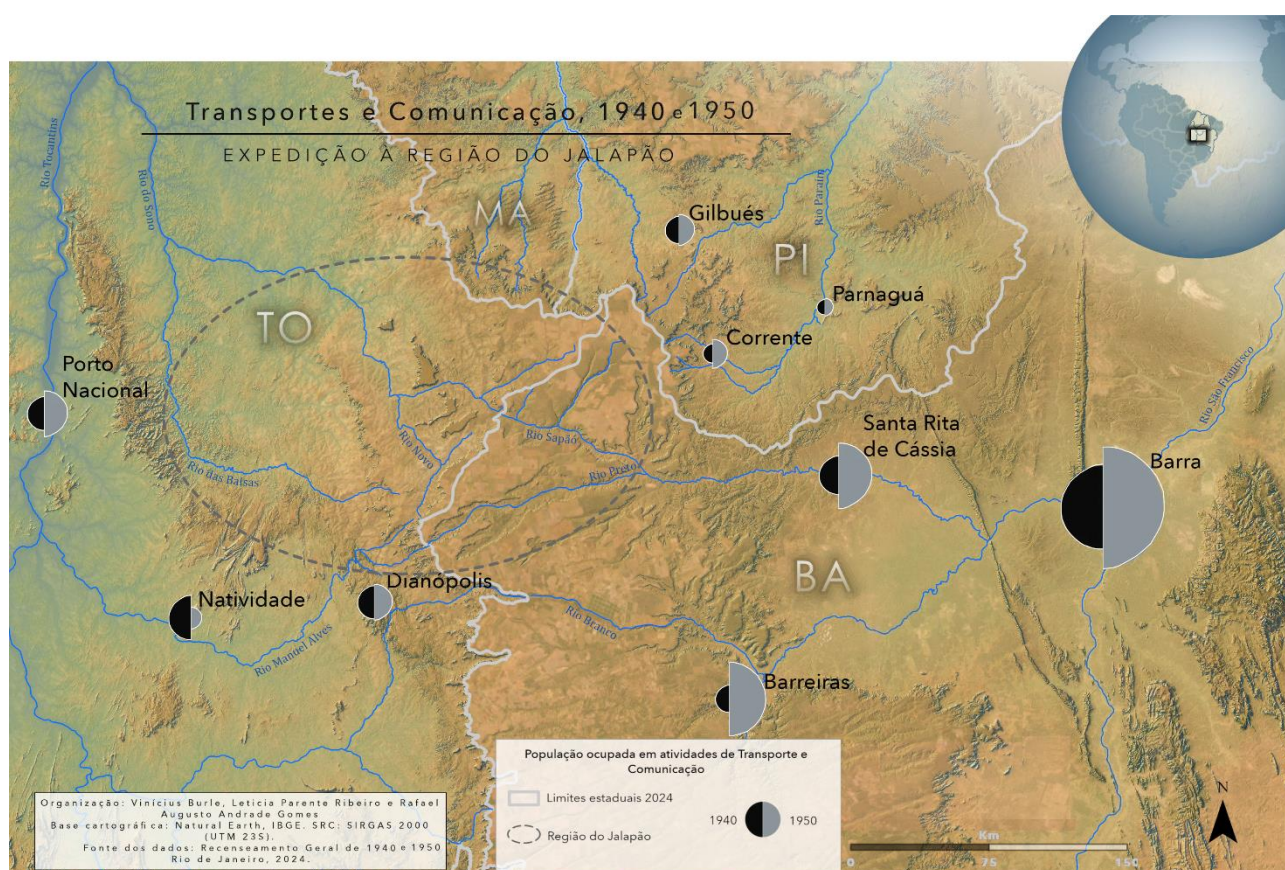 Transportes e Comunicação, 1940 e 1950
EXPEDIÇÃO À REGIÃO DO JALAPÃO
Rio Tocantins
Rio do Sono
MA
Gilbués
Rio Paraim
PI
Parnaguá
TO
Corrente
Porto
Nacional
Santa Rita
de Cássia
Rio São Francisco
Barra
Rio Novo
Rio Sapão
Rio Preto
Rio das Balsas
BA
Dianópolis
Natividade
Rio Manuel Alves
Rio Branco
Barreiras
População ocupada em atividades de Transporte e
Comunicação
Limites estaduais 2024
Região do Jalapão
1940
1950
N
Km
0
75
150
Organização: Vinícius Burle, Leticia Parente Ribeiro e Rafael
Augusto Andrade Gomes
Base cartográfica: Natural Earth, IBGE. SRC: SIRGAS 2000
(UTM 23S).
Fonte dos dados: Recenseamento Geral de 1940 e 1950
Rio de Janeiro, 2024.